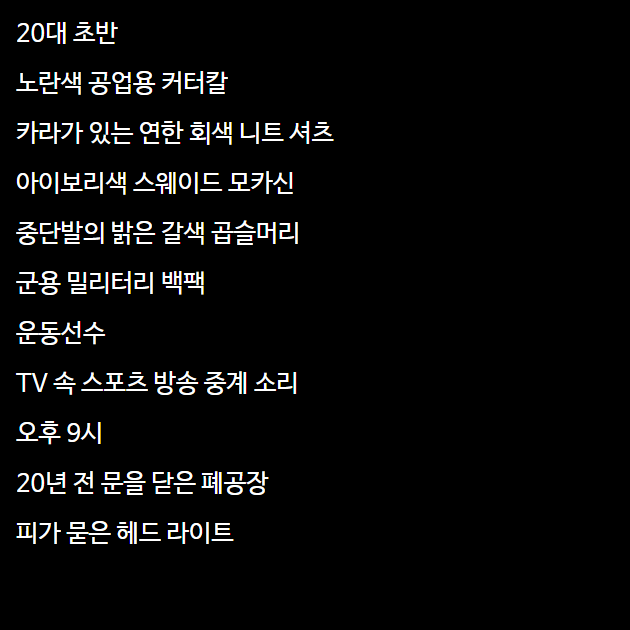 20대 초반
노란색 공업용 커터칼
카라가 있는 연한 회색 니트 셔츠
아이보리색 스웨이드 모카신
중단발의 밝은 갈색 곱슬머리
군용 밀리터리 백팩
운동선수
TV 속 스포츠 방송 중계 소리
오후 9시
20년 전 문을 닫은 폐공장
피가 묻은 헤드 라이트